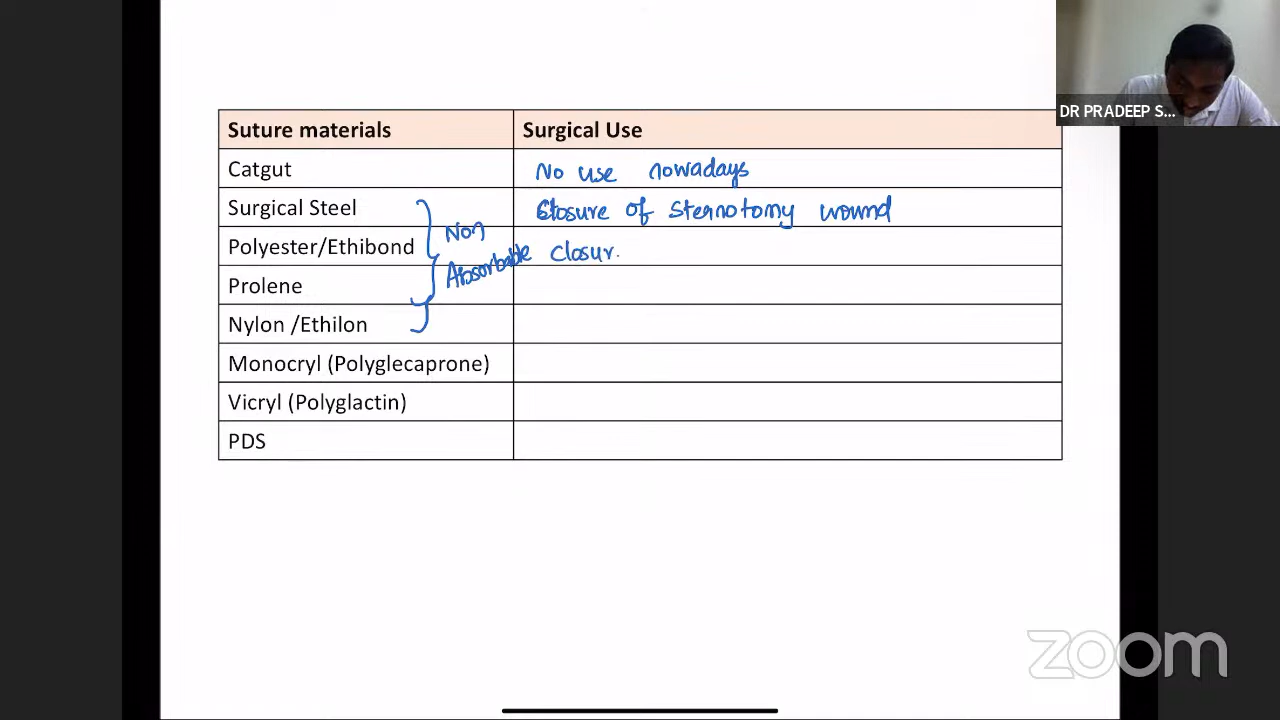 DR PRADEEP S...
Suture materials Surgical Use
Catgut No use nowadays
Surgical Steel Closure of Sternotomy wound
Non
Polyester/Ethibond closur
Absorbable
Prolene
Nylon /Ethilon
Monocryl (Polyglecaprone)
Vicryl (Polyglactin)
PDS
zoom